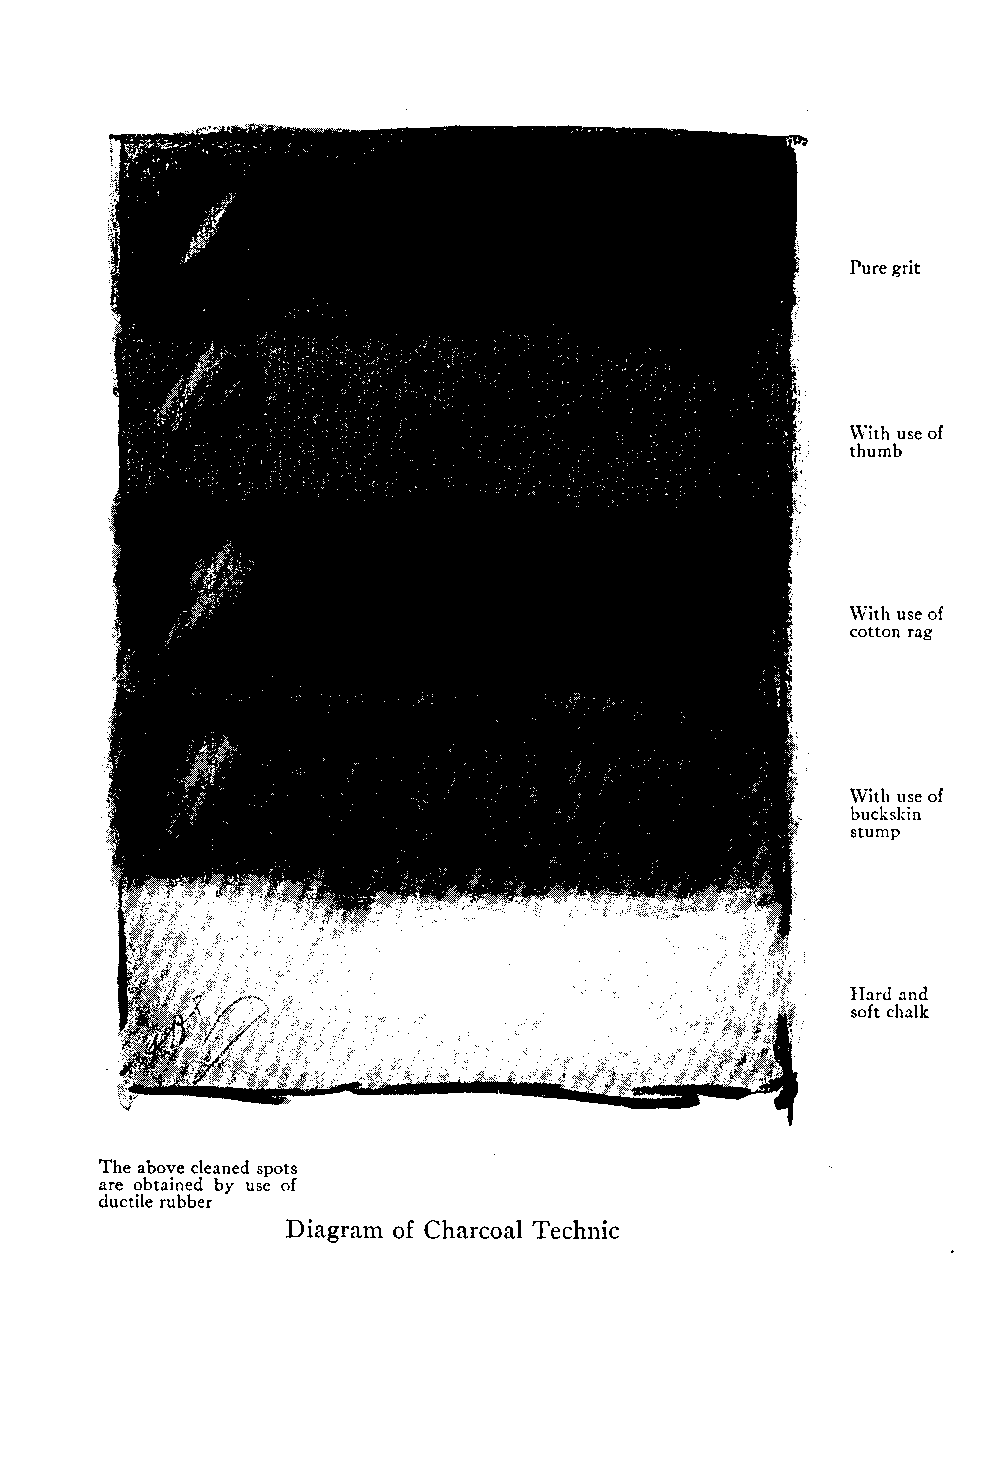 Pure grit
With use of
thumb
With use of
cotton rag
With use of
buckskin
stump
Hard and
soft chalk
The above cleaned spots
are obtained by use of
ductile rubber
Diagram of Charcoal Technic